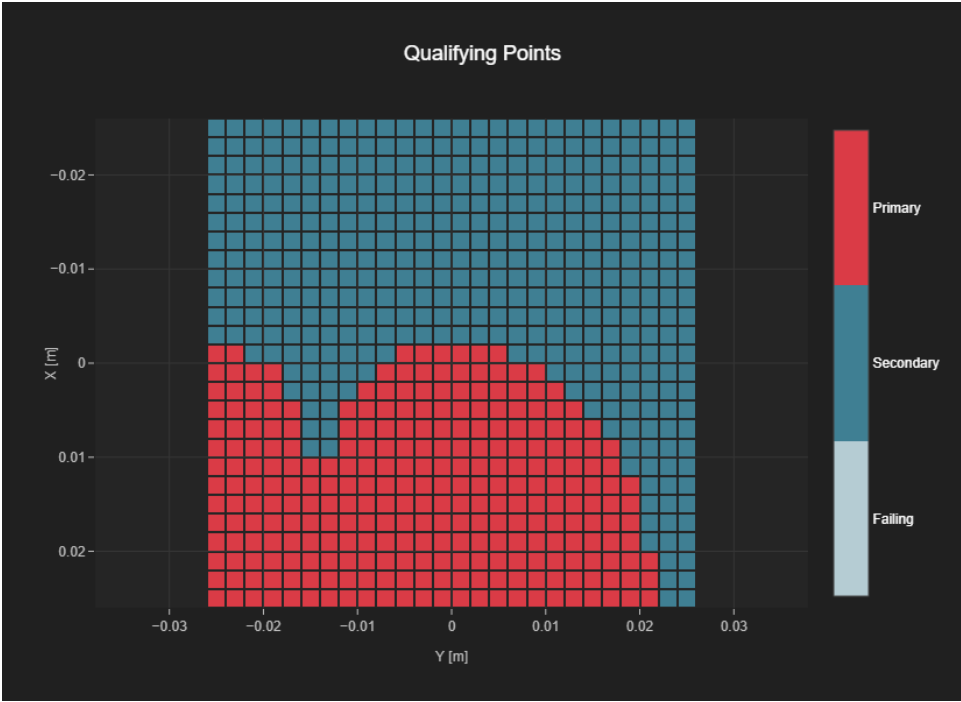 Qualifying Points
−0.02
−0.01
0
0.01
0.02
X [m]
−0.03
−0.02
−0.01
0
0.01
0.02
0.03
Y [m]
Primary
Secondary
Failing